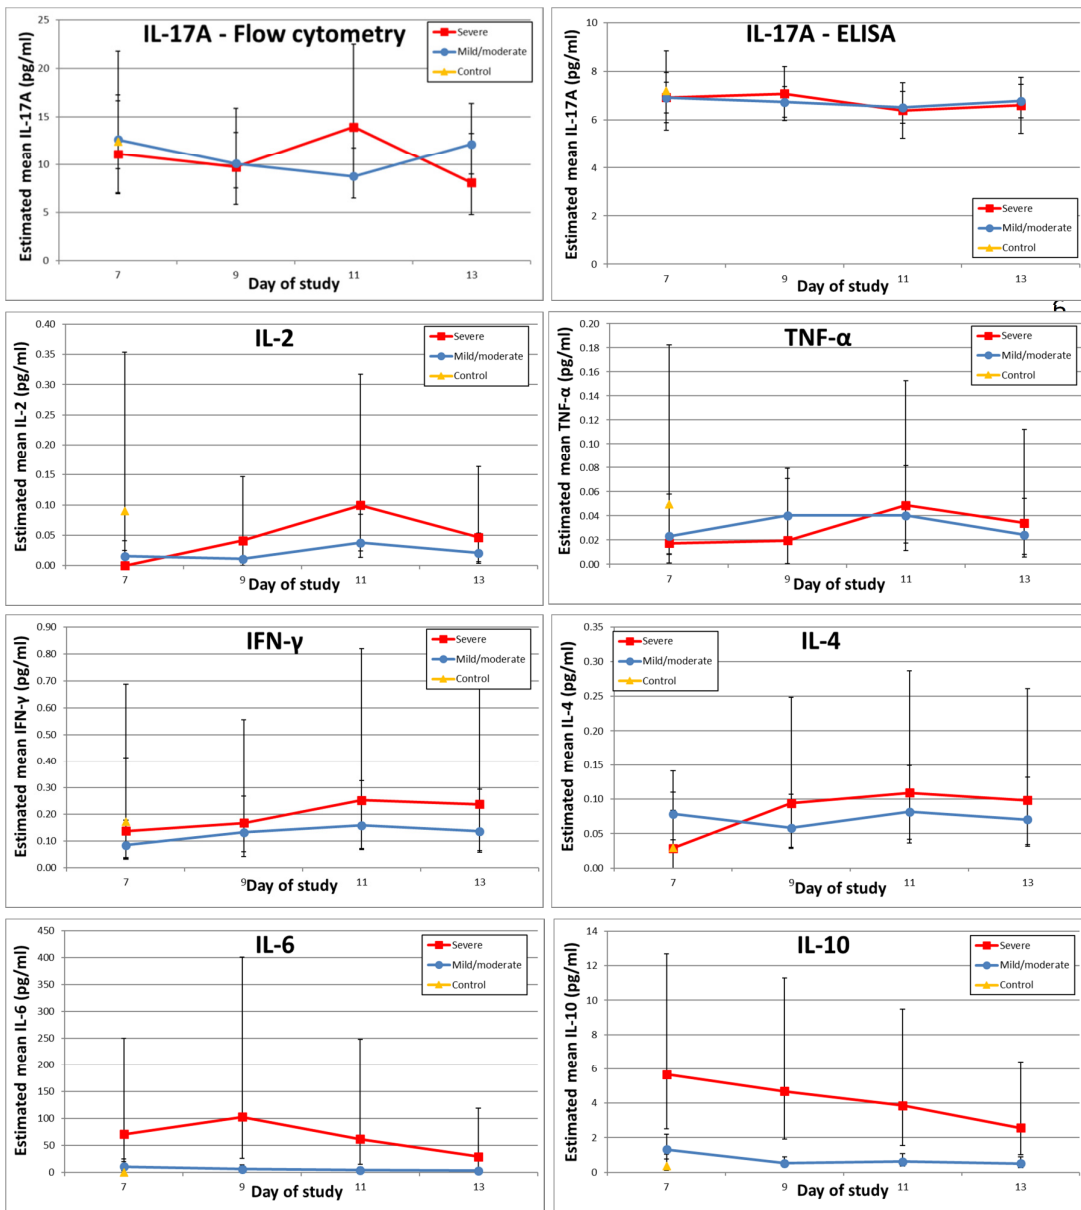 IL-17A - Flow cytometry
Severe
Mild/moderate
Control
Estimated mean IL-17A (pg/ml)
25
20
15
10
5
0
7
9
11
13
Day of study
IL-17A - ELISA
Estimated mean IL-17A (pg/ml)
10
8
6
4
2
0
Severe
Mild/moderate
Control
7
9
11
13
Day of study
IL-2
Severe
Mild/moderate
Control
Estimated mean IL-2 (pg/ml)
0.40
0.35
0.30
0.25
0.20
0.15
0.10
0.05
0.00
7
9
11
13
Day of study
TNF-α
Severe
Mild/moderate
Control
Estimated mean TNF-α (pg/ml)
0.20
0.18
0.16
0.14
0.12
0.10
0.08
0.06
0.04
0.02
0.00
7
9
11
13
Day of study
IFN-γ
Severe
Mild/moderate
Control
Estimated mean IFN-γ (pg/ml)
0.90
0.80
0.70
0.60
0.50
0.40
0.30
0.20
0.10
0.00
7
9
11
13
Day of study
IL-4
Severe
Mild/moderate
Control
Estimated mean IL-4 (pg/ml)
0.35
0.30
0.25
0.20
0.15
0.10
0.05
0.00
7
9
11
13
Day of study
IL-6
Severe
Mild/moderate
Control
Estimated mean IL-6 (pg/ml)
450
400
350
300
250
200
150
100
50
0
7
9
11
13
Day of study
IL-10
Severe
Mild/moderate
Control
Estimated mean IL-10 (pg/ml)
14
12
10
8
6
4
2
0
7
9
11
13
Day of study